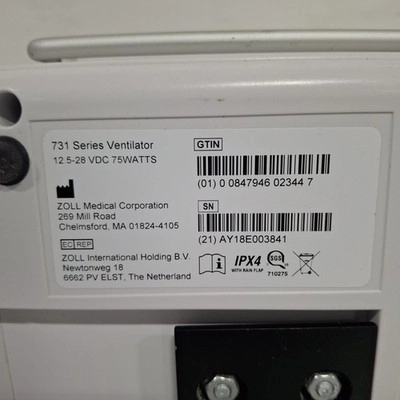 731 Series Ventilator
12.5-28 VDC 75WATTS
ZOLL Medical Corporation
269 Mill Road
Chelmsford, MA 01824-4105
EC REP
ZOLL International Holding B.V.
Newtonweg 18
6662 PV ELST, The Netherland
GTIN
(01) 0 0847946 02344 7
SN
(21) AY18E003841
IPX4
WITH RAIN FLAP
SGS
710275